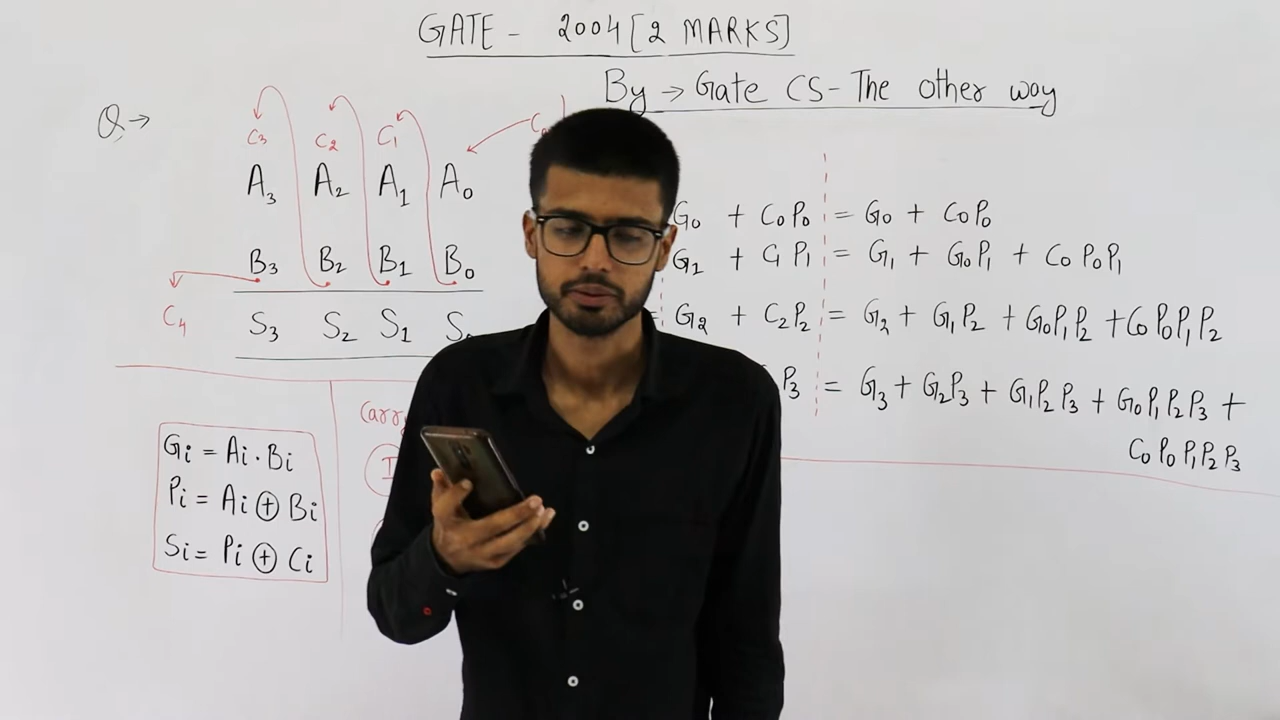 GATE - 2004 [2 MARKS]
By → Gate CS - The other way
Q →
C3 C2 C1
A3 A2 A1 A0
B3 B2 B1 B0
C4
S3 S2 S1
G0 + C0P0 = G0 + C0P0
G1 + C1P1 = G1 + G0P1 + C0P0P1
= G2 + C2P2 = G2 + G1P2 + G0P1P2 + C0P0P1P2
P3 = G3 + G2P3 + G1P2P3 + G0P1P2P3 +
C0P0P1P2P3
Gi = Ai·Bi
Pi = Ai ⊕ Bi
Si = Pi ⊕ Ci